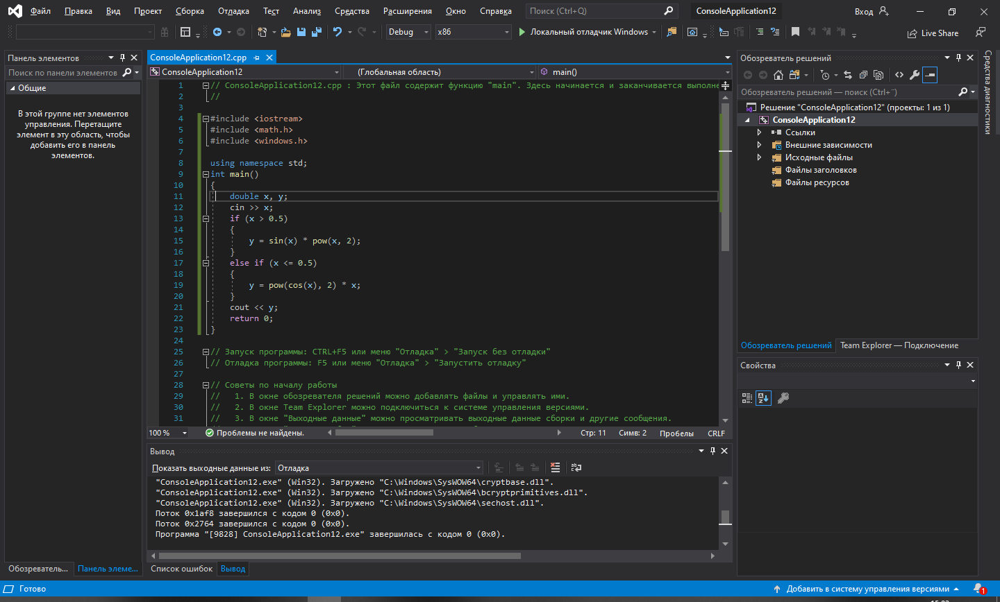 Файл Правка Вид Проект Сборка Отладка Тест Анализ Средства Расширения Окно Справка Поиск (Ctrl+Q) ConsoleApplication12 Вход
Debug x86 Локальный отладчик Windows Live Share
Панель элементов
Поиск по панели элементов
Общие
В этой группе нет элементов
управления. Перетащите
элемент в эту область, чтобы
добавить его в панель
элементов.
Обозреватель... Панель элеме...
ConsoleApplication12.cpp
ConsoleApplication12 (Глобальная область) main()
1 // ConsoleApplication12.cpp : Этот файл содержит функцию "main". Здесь начинается и заканчивается
2 //
3
4 #include <iostream>
5 #include <math.h>
6 #include <windows.h>
7
8 using namespace std;
9 int main()
10 {
11 double x, y;
12 cin >> x;
13 if (x > 0.5)
14 {
15 y = sin(x) * pow(x, 2);
16 }
17 else if (x <= 0.5)
18 {
19 y = pow(cos(x), 2) * x;
20 }
21 cout << y;
22 return 0;
23 }
24
25 // Запуск программы: CTRL+F5 или меню "Отладка" > "Запуск без отладки"
26 // Отладка программы: F5 или меню "Отладка" > "Запустить отладку"
27
28 // Советы по началу работы
29 // 1. В окне обозревателя решений можно добавлять файлы и управлять ими.
30 // 2. В окне Team Explorer можно подключиться к системе управления версиями.
31 // 3. В окне "Выходные данные" можно просматривать выходные данные сборки и другие сообщения.
100 % Проблемы не найдены. Стр: 11 Симв: 2 Пробелы CRLF
Вывод
Показать выходные данные из: Отладка
"ConsoleApplication12.exe" (Win32). Загружено "C:\Windows\SysWOW64\cryptbase.dll".
"ConsoleApplication12.exe" (Win32). Загружено "C:\Windows\SysWOW64\bcryptprimitives.dll".
"ConsoleApplication12.exe" (Win32). Загружено "C:\Windows\SysWOW64\sechost.dll".
Поток 0x1af8 завершился с кодом 0 (0x0).
Поток 0x2764 завершился с кодом 0 (0x0).
Программа "[9828] ConsoleApplication12.exe" завершилась с кодом 0 (0x0).
Список ошибок Вывод
Обозреватель решений
Обозреватель решений — поиск (Ctrl+¨)
Решение "ConsoleApplication12" (проекты: 1 из 1)
ConsoleApplication12
Ссылки
Внешние зависимости
Исходные файлы
Файлы заголовков
Файлы ресурсов
Обозреватель решений Team Explorer — Подключение
Свойства
Средства диагностики
Готово Добавить в систему управления версиями 1